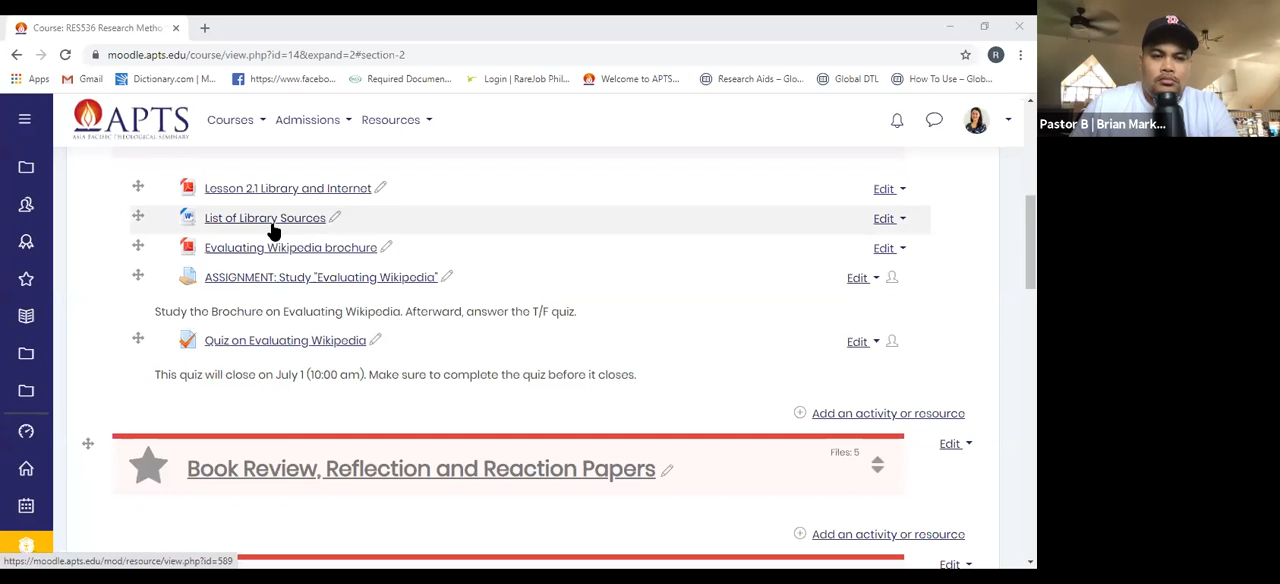 Course: RES536 Research Metho
moodle.apts.edu/course/view.php?id=14&expand=2#section-2
R
Apps
Gmail
Dictionary.com | M...
https://www.facebo...
Required Documen...
Login | RareJob Phil...
Welcome to APTS...
Research Aids – Glo...
Global DTL
How To Use – Glob...
APTS
ASIA PACIFIC THEOLOGICAL SEMINARY
Courses
Admissions
Resources
Lesson 2.1 Library and Internet
Edit
List of Library Sources
Edit
Evaluating Wikipedia brochure
Edit
ASSIGNMENT: Study "Evaluating Wikipedia"
Edit
Study the Brochure on Evaluating Wikipedia. Afterward, answer the T/F quiz.
Quiz on Evaluating Wikipedia
Edit
This quiz will close on July 1 (10:00 am). Make sure to complete the quiz before it closes.
Add an activity or resource
Edit
Book Review, Reflection and Reaction Papers
Files: 5
Add an activity or resource
Edit
https://moodle.apts.edu/mod/resource/view.php?id=589
Pastor B | Brian Mark...